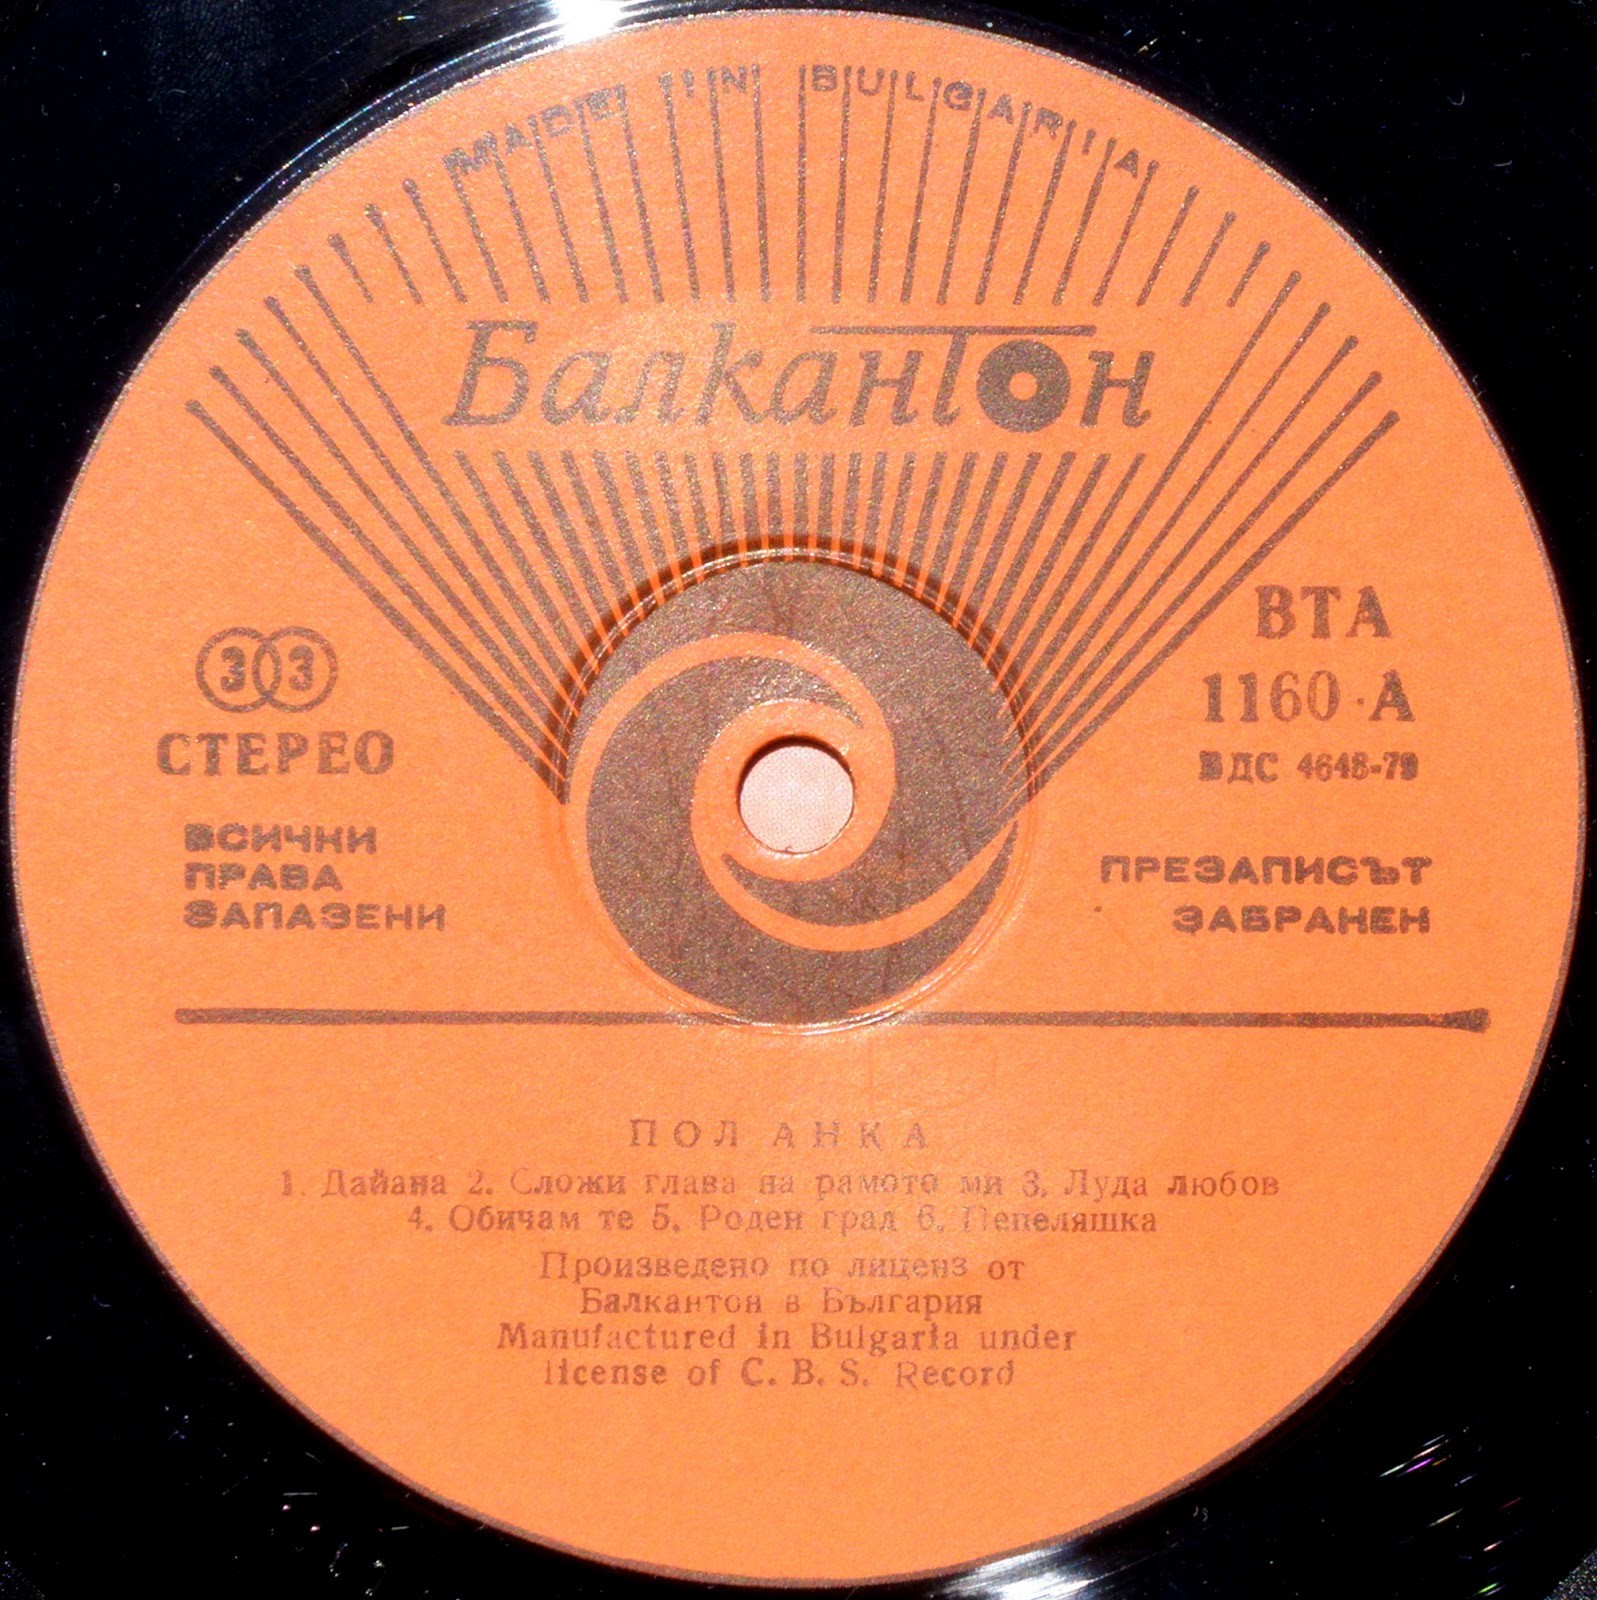 MADE IN BULGARIA
Балкантон
33
СТЕРЕО
ВСИЧКИ
ПРАВА
ЗАПАЗЕНИ
ВТА
1160·А
ВДС 4648-79
ПРЕЗАПИСЪТ
ЗАБРАНЕН
ПОЛ АНКА
1. Дайана 2. Сложи глава на рамото ми 3. Луда любов
4. Обичам те 5. Роден град 6. Пепеляшка
Произведено по лиценз от
Балкантон в България
Manufactured in Bulgaria under
license of C. B. S. Record